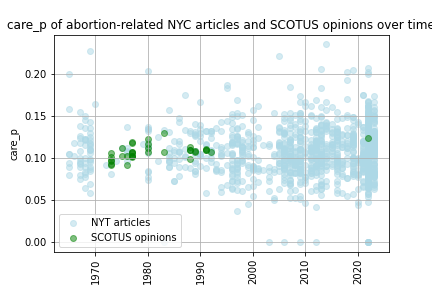 care_p of abortion-related NYC articles and SCOTUS opinions over time
care_p
0.20
0.15
0.10
0.05
0.00
NYT articles
SCOTUS opinions
1970
1980
1990
2000
2010
2020